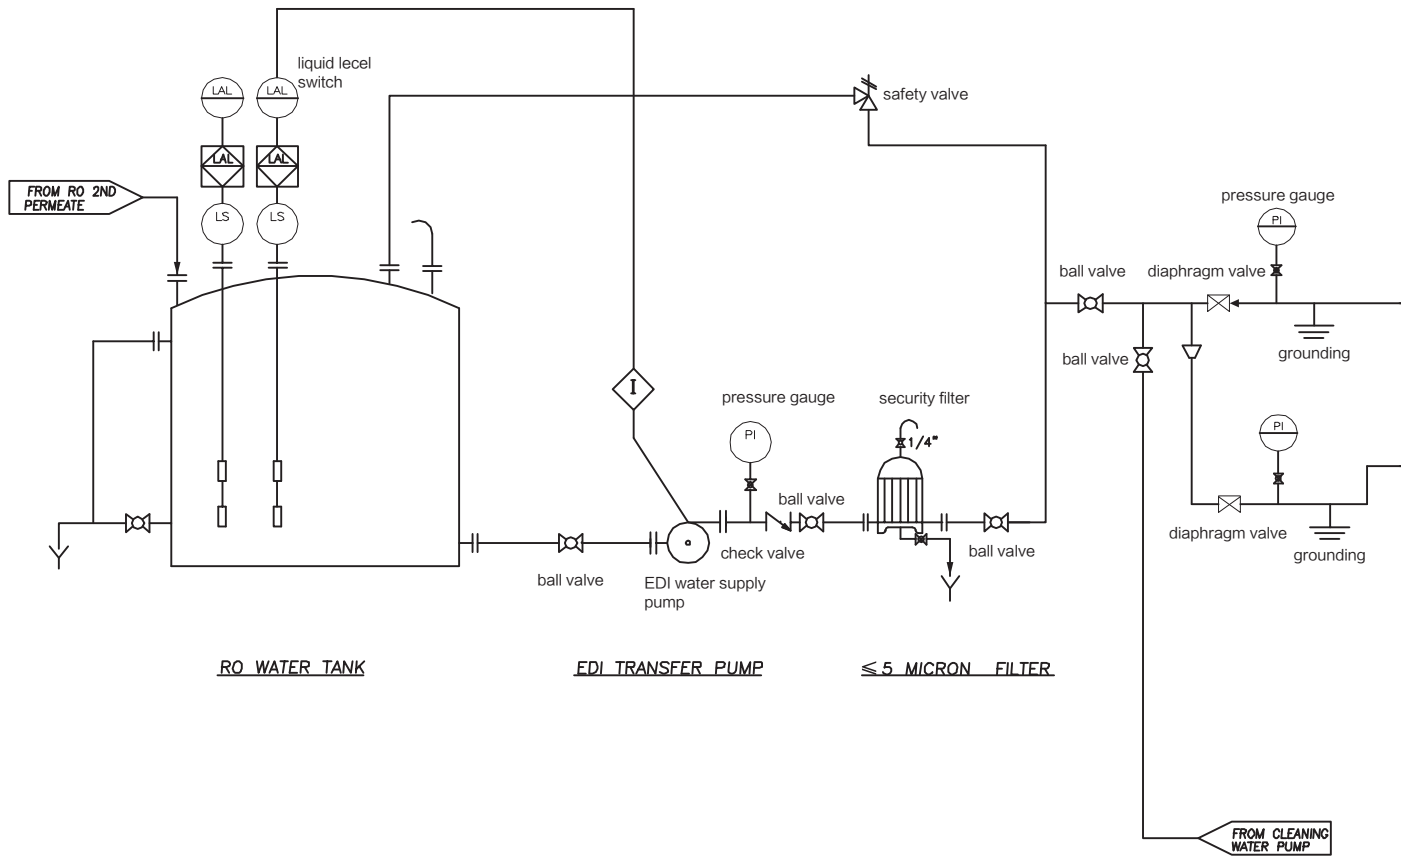 liquid lecel
switch
LAL
LAL
safety valve
LAL
LAL
FROM RO 2ND
PERMEATE
LS
LS
pressure gauge
PI
ball valve
diaphragm valve
ball valve
grounding
I
pressure gauge
security filter
PI
1/4"
PI
ball valve
check valve
ball valve
diaphragm valve
grounding
ball valve
EDI water supply
pump
RO WATER TANK
EDI TRANSFER PUMP
≤5 MICRON FILTER
FROM CLEANING
WATER PUMP